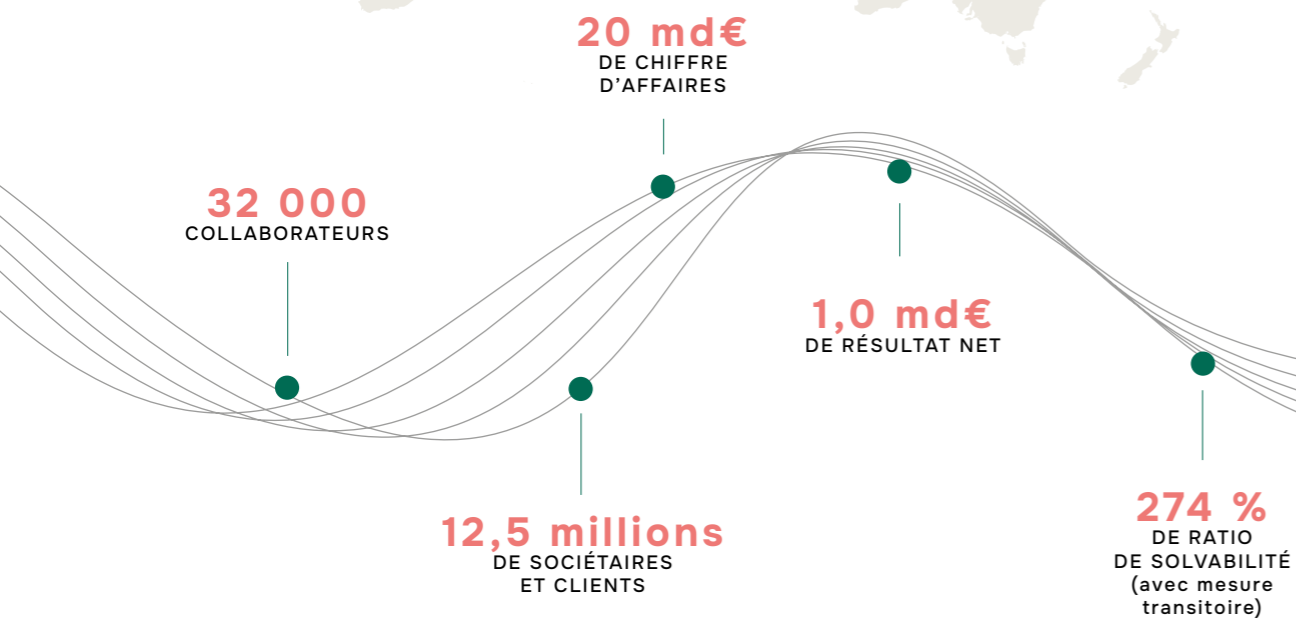 20 md€
DE CHIFFRE
D’AFFAIRES
32 000
COLLABORATEURS
1,0 md€
DE RÉSULTAT NET
12,5 millions
DE SOCIÉTAIRES
ET CLIENTS
274 %
DE RATIO
DE SOLVABILITÉ
(avec mesure
transitoire)